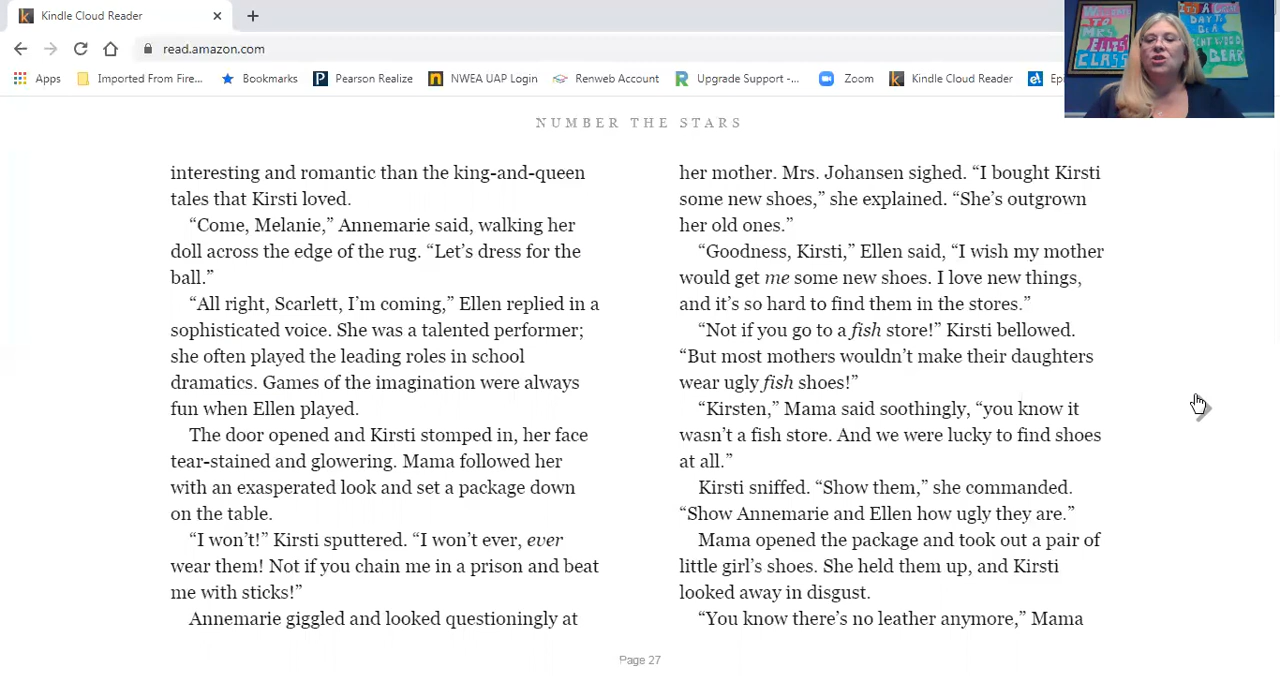 Kindle Cloud Reader
read.amazon.com
Apps
Imported From Fire...
Bookmarks
Pearson Realize
NWEA UAP Login
Renweb Account
Upgrade Support -...
Zoom
Kindle Cloud Reader
WELCOME
TO
MRS
ELLIS'
CLASS
IT'S A
DAY TO
BE A
BEAR
NUMBER THE STARS
interesting and romantic than the king-and-queen
tales that Kirsti loved.
“Come, Melanie,” Annemarie said, walking her
doll across the edge of the rug. “Let’s dress for the
ball.”
“All right, Scarlett, I’m coming,” Ellen replied in a
sophisticated voice. She was a talented performer;
she often played the leading roles in school
dramatics. Games of the imagination were always
fun when Ellen played.
The door opened and Kirsti stomped in, her face
tear-stained and glowering. Mama followed her
with an exasperated look and set a package down
on the table.
“I won’t!” Kirsti sputtered. “I won’t ever, ever
wear them! Not if you chain me in a prison and beat
me with sticks!”
Annemarie giggled and looked questioningly at
her mother. Mrs. Johansen sighed. “I bought Kirsti
some new shoes,” she explained. “She’s outgrown
her old ones.”
“Goodness, Kirsti,” Ellen said, “I wish my mother
would get me some new shoes. I love new things,
and it’s so hard to find them in the stores.”
“Not if you go to a fish store!” Kirsti bellowed.
“But most mothers wouldn’t make their daughters
wear ugly fish shoes!”
“Kirsten,” Mama said soothingly, “you know it
wasn’t a fish store. And we were lucky to find shoes
at all.”
Kirsti sniffed. “Show them,” she commanded.
“Show Annemarie and Ellen how ugly they are.”
Mama opened the package and took out a pair of
little girl’s shoes. She held them up, and Kirsti
looked away in disgust.
“You know there’s no leather anymore,” Mama
Page 27